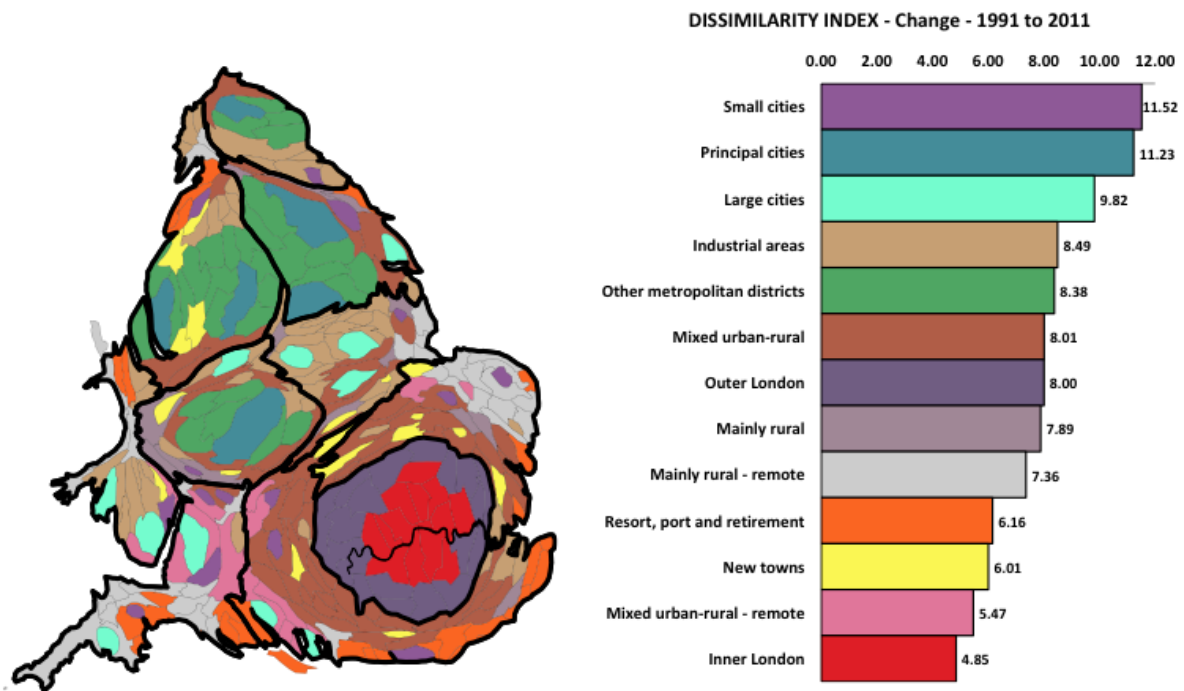 DISSIMILARITY INDEX - Change - 1991 to 2011
0.00 2.00 4.00 6.00 8.00 10.00 12.00
Small cities 11.52
Principal cities 11.23
Large cities 9.82
Industrial areas 8.49
Other metropolitan districts 8.38
Mixed urban-rural 8.01
Outer London 8.00
Mainly rural 7.89
Mainly rural - remote 7.36
Resort, port and retirement 6.16
New towns 6.01
Mixed urban-rural - remote 5.47
Inner London 4.85